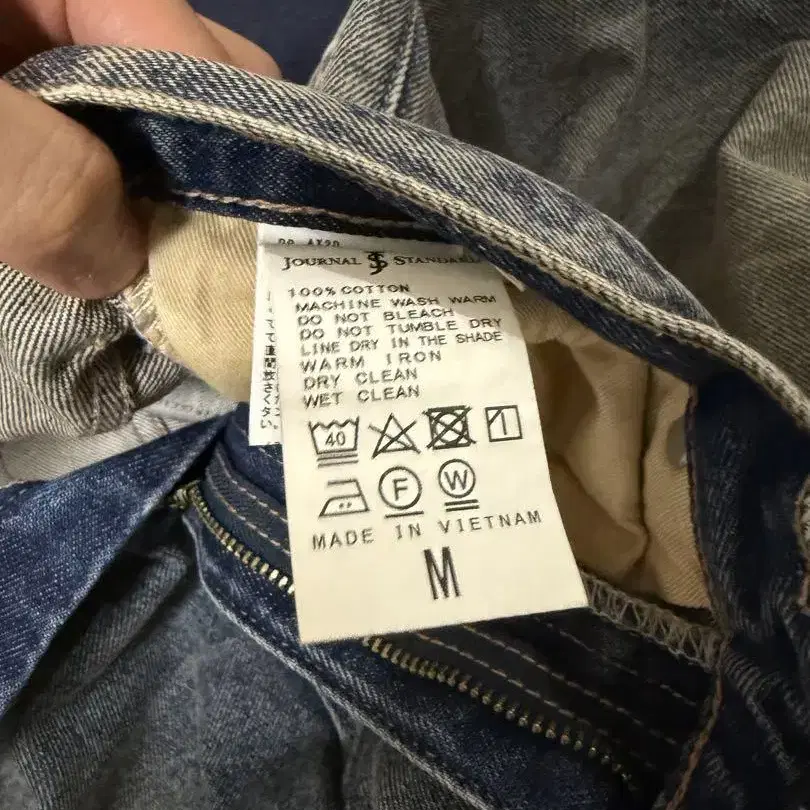 JOURNAL JS STANDARD
100% COTTON
MACHINE WASH WARM
DO NOT BLEACH
DO NOT TUMBLE DRY
LINE DRY IN THE SHADE
WARM IRON
DRY CLEAN
WET CLEAN
40
F W
MADE IN VIETNAM
M